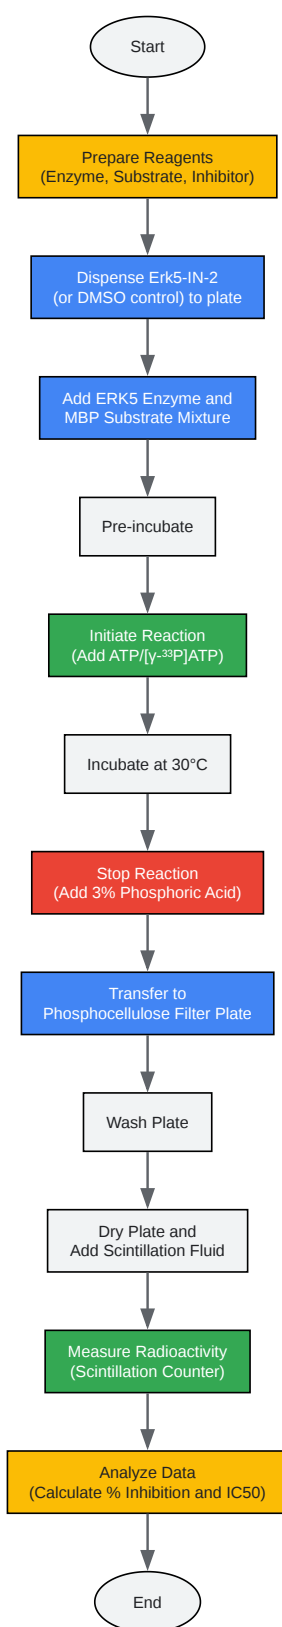 Start
Prepare Reagents
(Enzyme, Substrate, Inhibitor)
Dispense Erk5-IN-2
(or DMSO control) to plate
Add ERK5 Enzyme and
MBP Substrate Mixture
Pre-incubate
Initiate Reaction
(Add ATP/[γ-³³P]ATP)
Incubate at 30°C
Stop Reaction
(Add 3% Phosphoric Acid)
Transfer to
Phosphocellulose Filter Plate
Wash Plate
Dry Plate and
Add Scintillation Fluid
Measure Radioactivity
(Scintillation Counter)
Analyze Data
(Calculate % Inhibition and IC50)
End